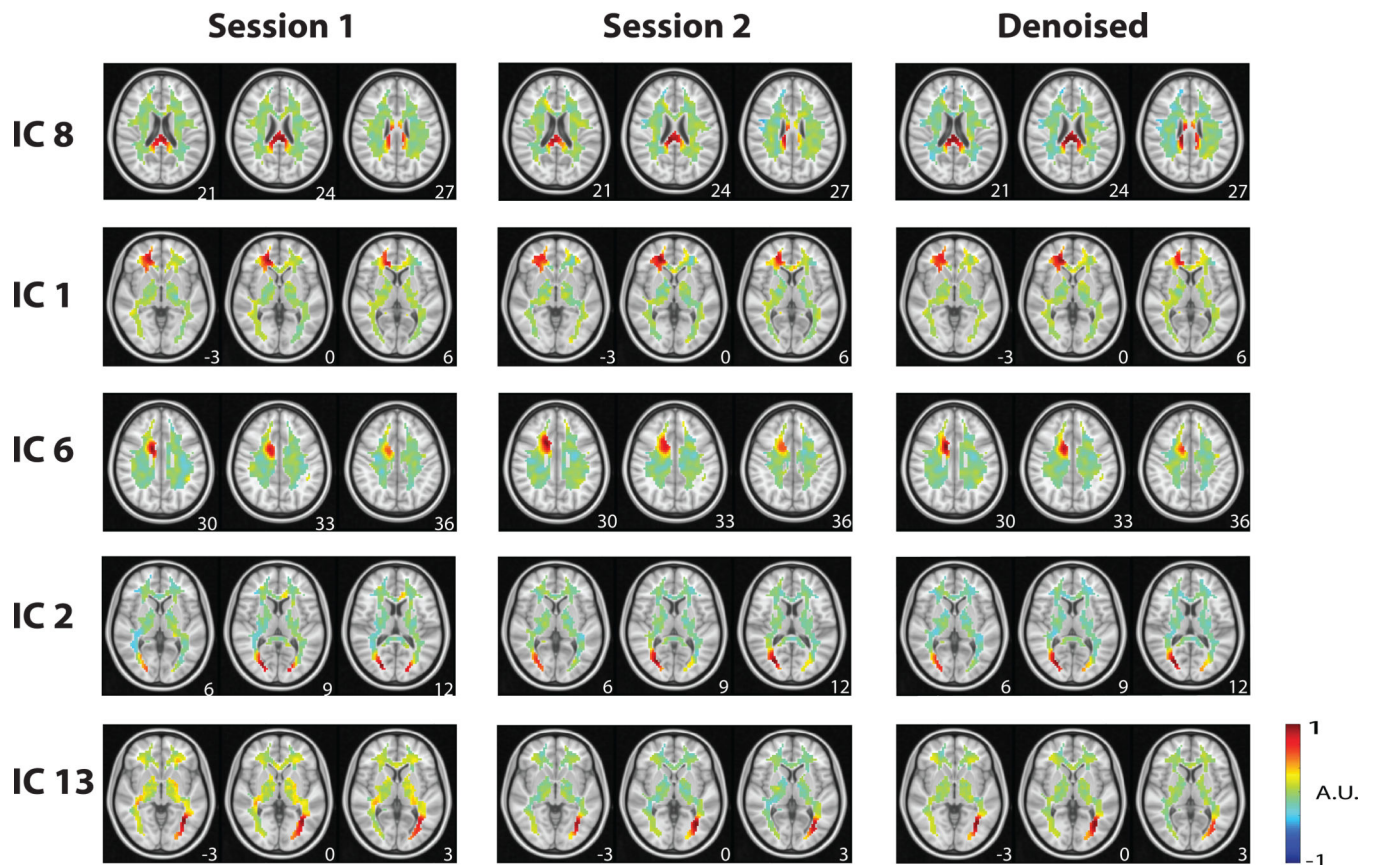 Session 1 Session 2 Denoised
IC 8
21 24 27 21 24 27 21 24 27
IC 1
-3 0 6 -3 0 6 -3 0 6
IC 6
30 33 36 30 33 36 30 33 36
IC 2
6 9 12 6 9 12 6 9 12
IC 13
1
A.U.
-1
-3 0 3 -3 0 3 -3 0 3